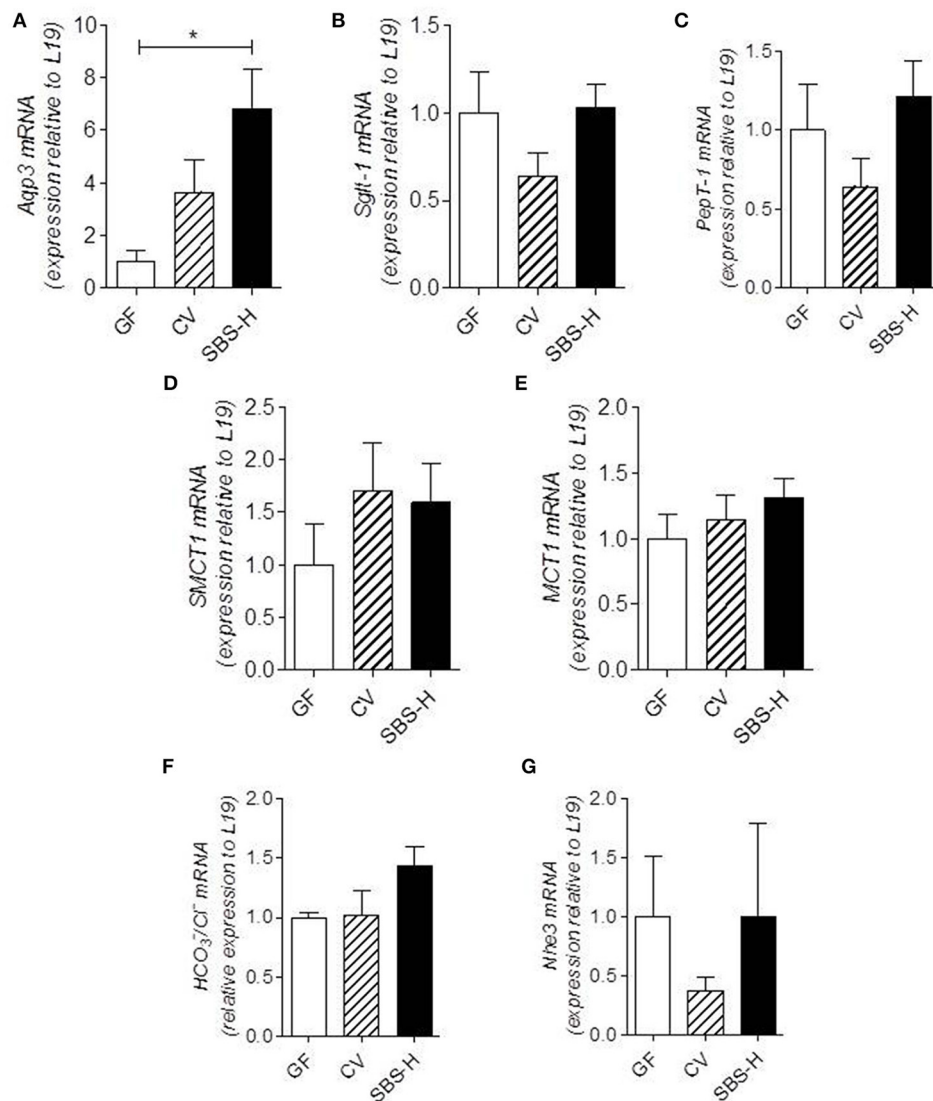 A
Aqp3 mRNA
(expression relative to L19)
10
8
6
4
2
0
*
GF
CV
SBS-H
B
Sglt-1 mRNA
(expression relative to L19)
1.5
1.0
0.5
0.0
GF
CV
SBS-H
C
PepT-1 mRNA
(expression relative to L19)
1.5
1.0
0.5
0.0
GF
CV
SBS-H
D
SMCT1 mRNA
(expression relative to L19)
2.5
2.0
1.5
1.0
0.5
0.0
GF
CV
SBS-H
E
MCT1 mRNA
(expression relative to L19)
2.0
1.5
1.0
0.5
0.0
GF
CV
SBS-H
F
HCO₃⁻/Cl⁻ mRNA
(relative expression to L19)
2.0
1.5
1.0
0.5
0.0
GF
CV
SBS-H
G
Nhe3 mRNA
(expression relative to L19)
2.0
1.5
1.0
0.5
0.0
GF
CV
SBS-H